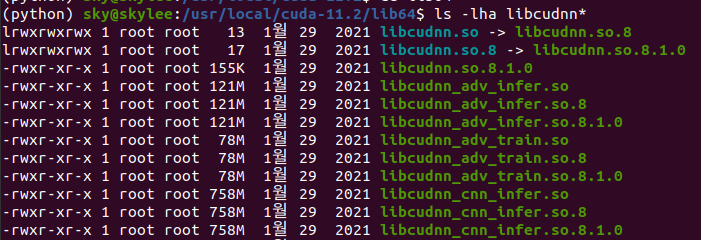 (python) sky@skylee:/usr/local/cuda-11.2/lib64$ ls -lha libcudnn*
lrwxrwxrwx 1 root root 13 1월 29 2021 libcudnn.so -> libcudnn.so.8
lrwxrwxrwx 1 root root 17 1월 29 2021 libcudnn.so.8 -> libcudnn.so.8.1.0
-rwxr-xr-x 1 root root 155K 1월 29 2021 libcudnn.so.8.1.0
-rwxr-xr-x 1 root root 121M 1월 29 2021 libcudnn_adv_infer.so
-rwxr-xr-x 1 root root 121M 1월 29 2021 libcudnn_adv_infer.so.8
-rwxr-xr-x 1 root root 121M 1월 29 2021 libcudnn_adv_infer.so.8.1.0
-rwxr-xr-x 1 root root 78M 1월 29 2021 libcudnn_adv_train.so
-rwxr-xr-x 1 root root 78M 1월 29 2021 libcudnn_adv_train.so.8
-rwxr-xr-x 1 root root 78M 1월 29 2021 libcudnn_adv_train.so.8.1.0
-rwxr-xr-x 1 root root 758M 1월 29 2021 libcudnn_cnn_infer.so
-rwxr-xr-x 1 root root 758M 1월 29 2021 libcudnn_cnn_infer.so.8
-rwxr-xr-x 1 root root 758M 1월 29 2021 libcudnn_cnn_infer.so.8.1.0